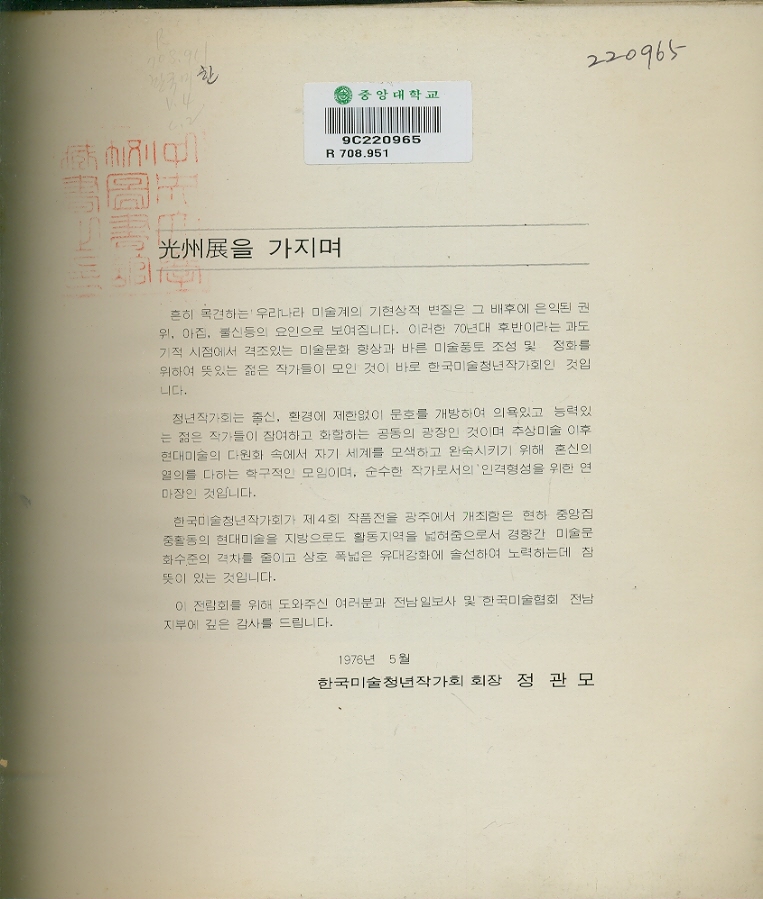 220965
한
중앙대학교
9C220965
R 708.951
光州展을 가지며
흔히 목견하는 우리나라 미술계의 기현상적 변질은 그 배후에 은익된 권
위, 아집, 불신등의 요인으로 보여집니다. 이러한 70년대 후반이라는 과도
기적 시점에서 격조있는 미술문화 향상과 바른 미술풍토 조성 및 정화를
위하여 뜻있는 젊은 작가들이 모인 것이 바로 한국미술청년작가회인 것입
니다.
청년작가회는 출신, 환경에 제한없이 문호를 개방하여 의욕있고 능력있
는 젊은 작가들이 참여하고 화합하는 공동의 광장인 것이며 추상미술 이후
현대미술의 다원화 속에서 자기 세계를 모색하고 완숙시키기 위해 혼신의
열의를 다하는 학구적인 모임이며, 순수한 작가로서의 인격형성을 위한 연
마장인 것입니다.
한국미술청년작가회가 제4회 작품전을 광주에서 개최함은 현하 중앙집
중활동의 현대미술을 지방으로도 활동지역을 넓혀줌으로서 경향간 미술문
화수준의 격차를 줄이고 상호 폭넓은 유대강화에 솔선하여 노력하는데 참
뜻이 있는 것입니다.
이 전람회를 위해 도와주신 여러분과 전남일보사 및 한국미술협회 전남
지부에 깊은 감사를 드립니다.
1976년 5월
한국미술청년작가회 회장 정 관 모